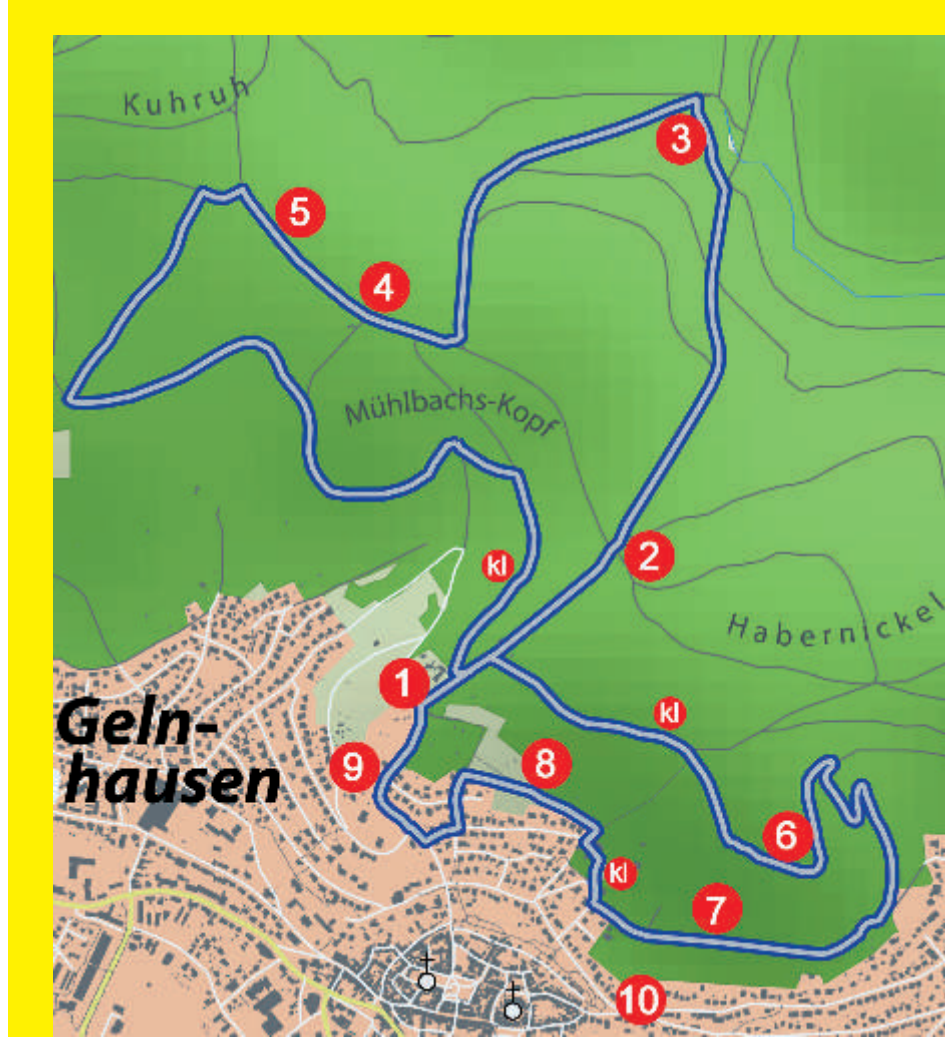 Kuhruh
3
5
4
Mühlbachs-Kopf
2
kl
Habernickel
1
kl
Geln-
hausen
9
8
6
kl
7
10